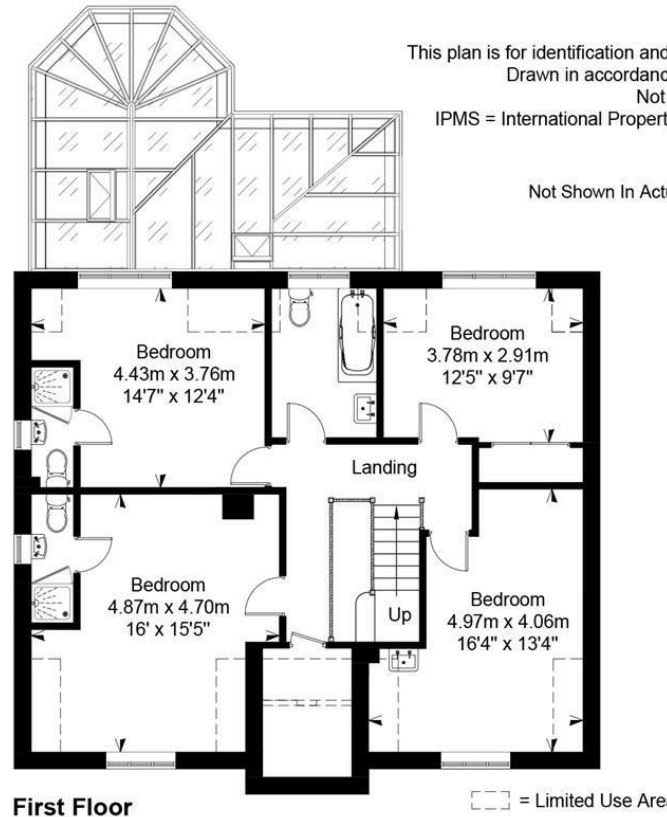 This plan is for identification and
Drawn in accordanc
Not
IPMS = International Propert
Not Shown In Actu
Bedroom
4.43m x 3.76m
14'7" x 12'4"
Bedroom
3.78m x 2.91m
12'5" x 9'7"
Landing
Bedroom
4.87m x 4.70m
16' x 15'5"
Up
Bedroom
4.97m x 4.06m
16'4" x 13'4"
First Floor
= Limited Use Area